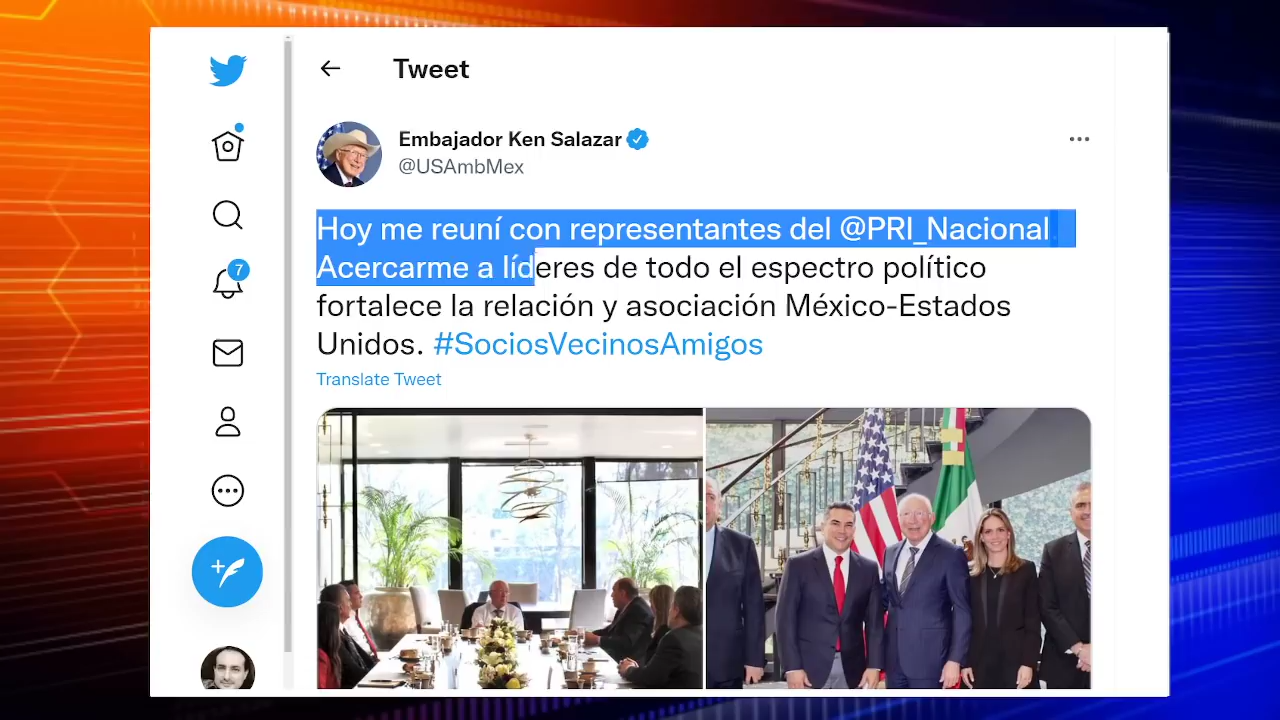 Tweet
Embajador Ken Salazar
@USAmbMex
7
Hoy me reuní con representantes del @PRI_Nacional
Acercarme a líderes de todo el espectro político
fortalece la relación y asociación México-Estados
Unidos. #SociosVecinosAmigos
Translate Tweet